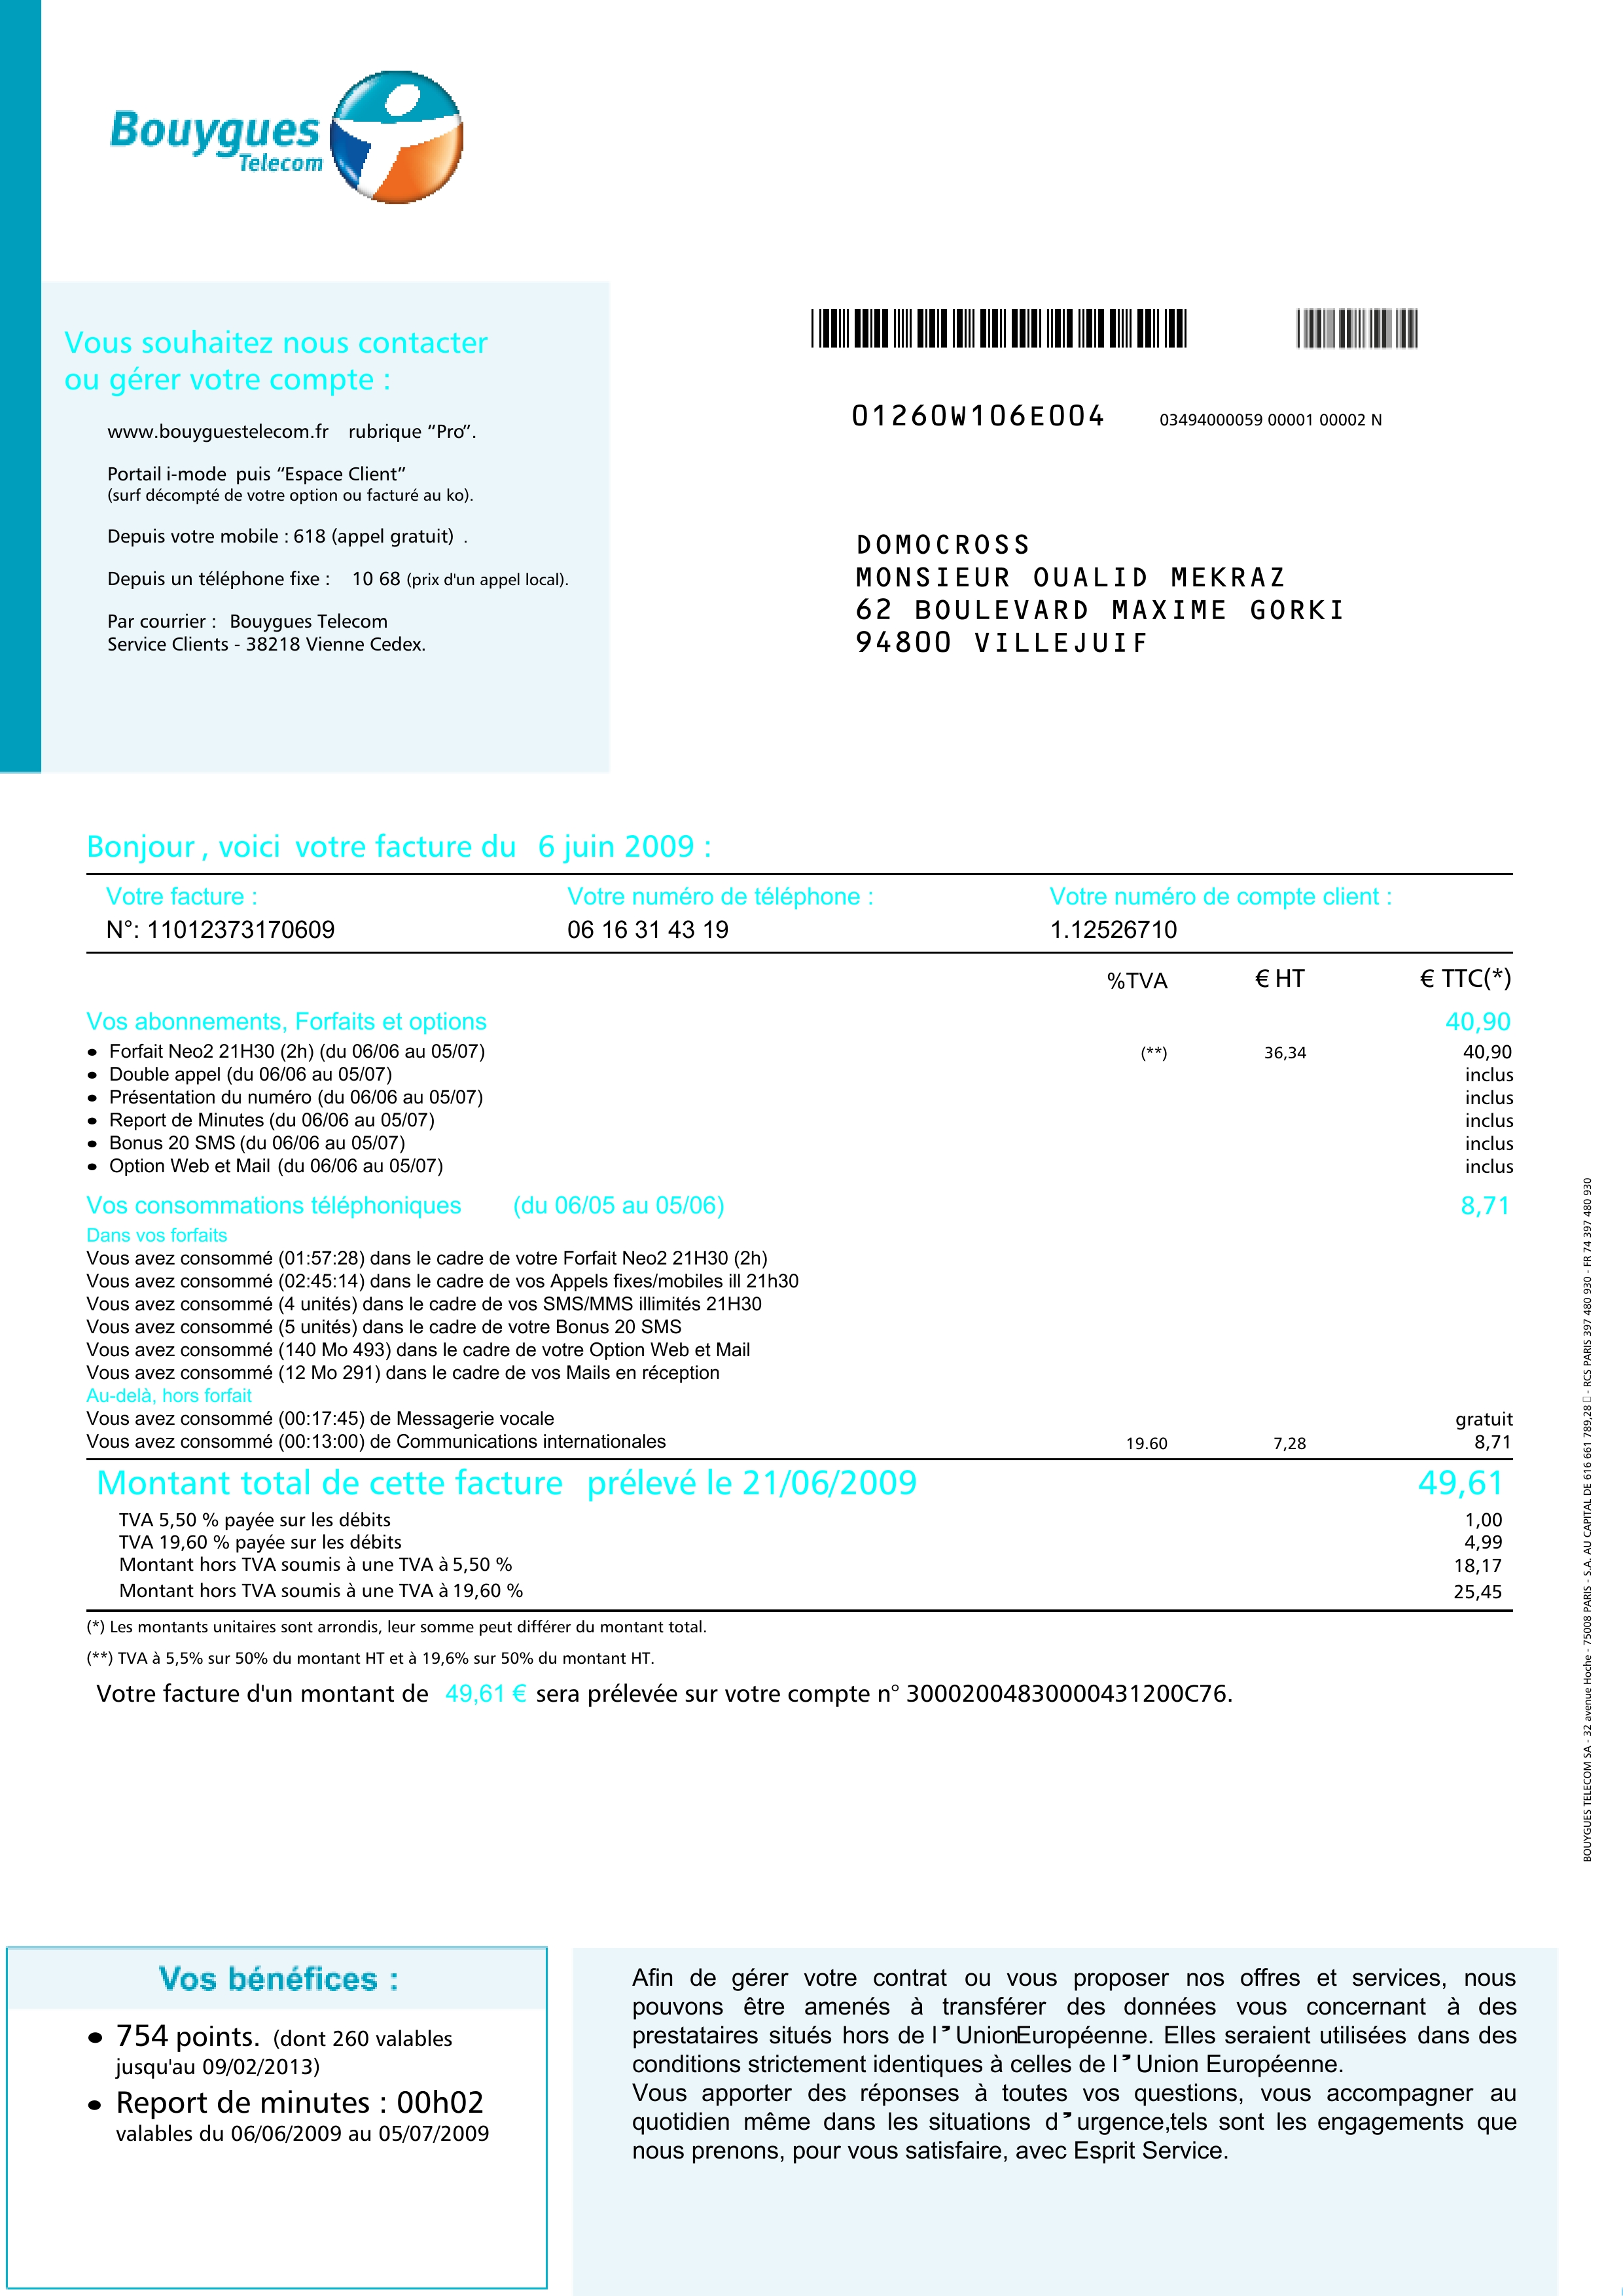 Bouygues
Telecom
Vous souhaitez nous contacter
ou gérer votre compte :
www.bouyguestelecom.fr rubrique “Pro”.
Portail i-mode puis “Espace Client”
(surf décompté de votre option ou facturé au ko).
Depuis votre mobile : 618 (appel gratuit) .
Depuis un téléphone fixe : 10 68 (prix d'un appel local).
Par courrier : Bouygues Telecom
Service Clients - 38218 Vienne Cedex.
01260W106E004 03494000059 00001 00002 N
DOMOCROSS
MONSIEUR OUALID MEKRAZ
62 BOULEVARD MAXIME GORKI
94800 VILLEJUIF
Bonjour , voici votre facture du 6 juin 2009 :
Votre facture : Votre numéro de téléphone : Votre numéro de compte client :
N°: 11012373170609 06 16 31 43 19 1.12526710
%TVA € HT € TTC(*)
Vos abonnements, Forfaits et options 40,90
• Forfait Neo2 21H30 (2h) (du 06/06 au 05/07) (**) 36,34 40,90
• Double appel (du 06/06 au 05/07) inclus
• Présentation du numéro (du 06/06 au 05/07) inclus
• Report de Minutes (du 06/06 au 05/07) inclus
• Bonus 20 SMS (du 06/06 au 05/07) inclus
• Option Web et Mail (du 06/06 au 05/07) inclus
Vos consommations téléphoniques (du 06/05 au 05/06) 8,71
Dans vos forfaits
Vous avez consommé (01:57:28) dans le cadre de votre Forfait Neo2 21H30 (2h)
Vous avez consommé (02:45:14) dans le cadre de vos Appels fixes/mobiles ill 21h30
Vous avez consommé (4 unités) dans le cadre de vos SMS/MMS illimités 21H30
Vous avez consommé (5 unités) dans le cadre de votre Bonus 20 SMS
Vous avez consommé (140 Mo 493) dans le cadre de votre Option Web et Mail
Vous avez consommé (12 Mo 291) dans le cadre de vos Mails en réception
Au-delà, hors forfait
Vous avez consommé (00:17:45) de Messagerie vocale gratuit
Vous avez consommé (00:13:00) de Communications internationales 19.60 7,28 8,71
Montant total de cette facture prélevé le 21/06/2009 49,61
TVA 5,50 % payée sur les débits 1,00
TVA 19,60 % payée sur les débits 4,99
Montant hors TVA soumis à une TVA à 5,50 % 18,17
Montant hors TVA soumis à une TVA à 19,60 % 25,45
(*) Les montants unitaires sont arrondis, leur somme peut différer du montant total.
(**) TVA à 5,5% sur 50% du montant HT et à 19,6% sur 50% du montant HT.
Votre facture d'un montant de 49,61 € sera prélevée sur votre compte n° 30002004830000431200C76.
BOUYGUES TELECOM SA - 32 avenue Hoche - 75008 PARIS - S.A. AU CAPITAL DE 616 661 789,28 - RCS PARIS 397 480 930 - FR 74 397 480 930
Vos bénéfices :
• 754 points. (dont 260 valables
jusqu'au 09/02/2013)
• Report de minutes : 00h02
valables du 06/06/2009 au 05/07/2009
Afin de gérer votre contrat ou vous proposer nos offres et services, nous
pouvons être amenés à transférer des données vous concernant à des
prestataires situés hors de l’UnionEuropéenne. Elles seraient utilisées dans des
conditions strictement identiques à celles de l’Union Européenne.
Vous apporter des réponses à toutes vos questions, vous accompagner au
quotidien même dans les situations d’urgence,tels sont les engagements que
nous prenons, pour vous satisfaire, avec Esprit Service.